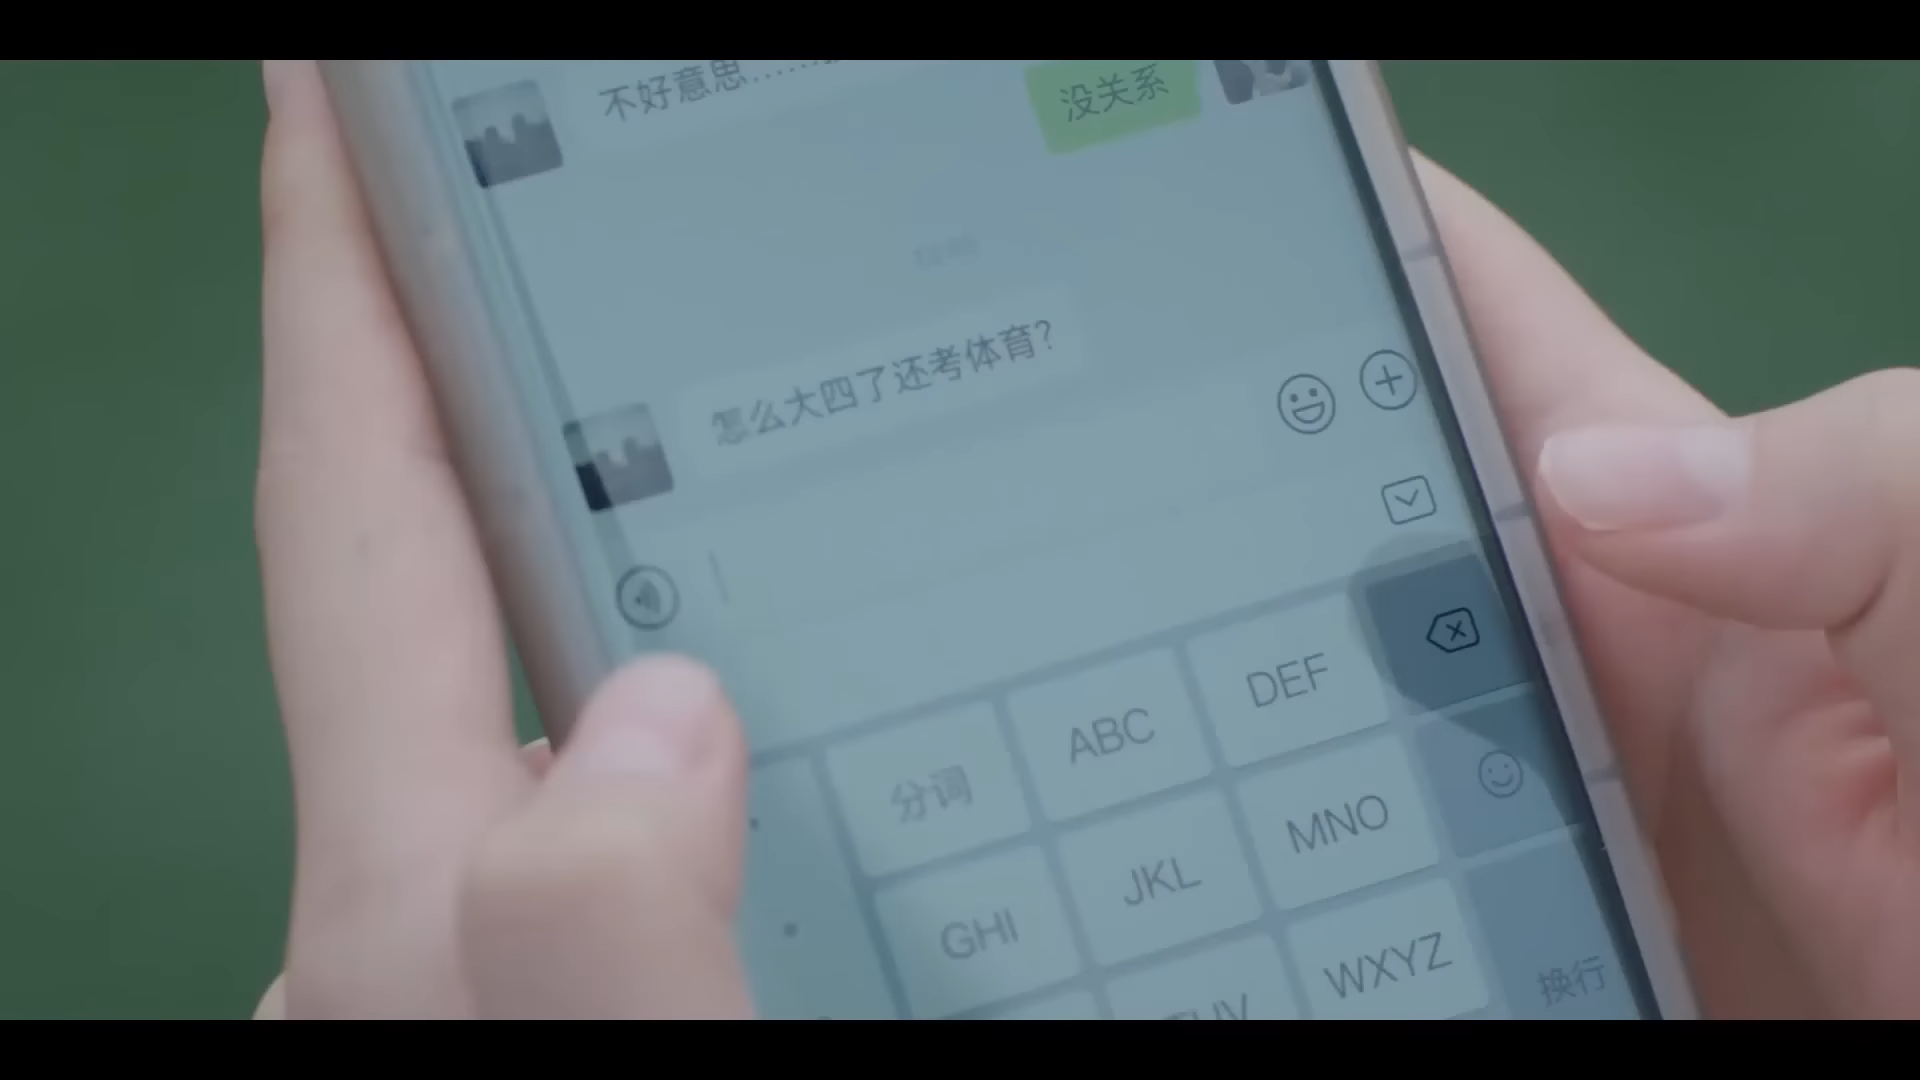 不好意思……
没关系
怎么大四了还考体育？
分词
ABC
DEF
GHI
JKL
MNO
TUV
WXYZ
换行